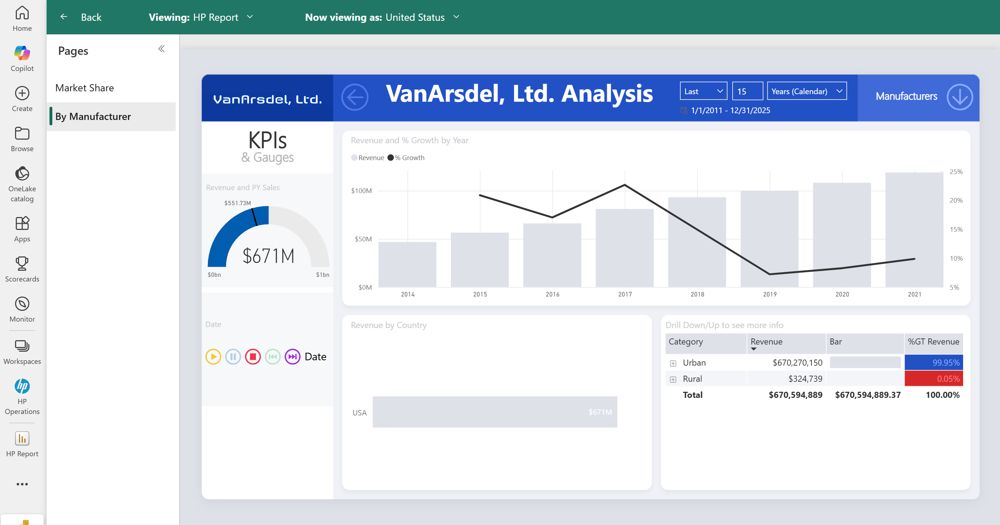 Home
Copilot
Create
Browse
OneLake
catalog
Apps
Scorecards
Monitor
Workspaces
hp
HP
Operations
HP Report
Back
Viewing: HP Report
Now viewing as: United Status
Pages
Market Share
By Manufacturer
VanArsdel, Ltd.
VanArsdel, Ltd. Analysis
Last
15
Years (Calendar)
1/1/2011 - 12/31/2025
Manufacturers
KPIs
& Gauges
Revenue and PY Sales
$551.73M
$671M
$0bn
$1bn
Date
Date
Revenue and % Growth by Year
Revenue
% Growth
$100M
$50M
$0M
25%
20%
15%
10%
5%
2014 2015 2016 2017 2018 2019 2020 2021
Revenue by Country
USA
$671M
Drill Down/Up to see more info
Category Revenue Bar %GT Revenue
Urban $670,270,150 99.95%
Rural $324,739 0.05%
Total $670,594,889 $670,594,889.37 100.00%